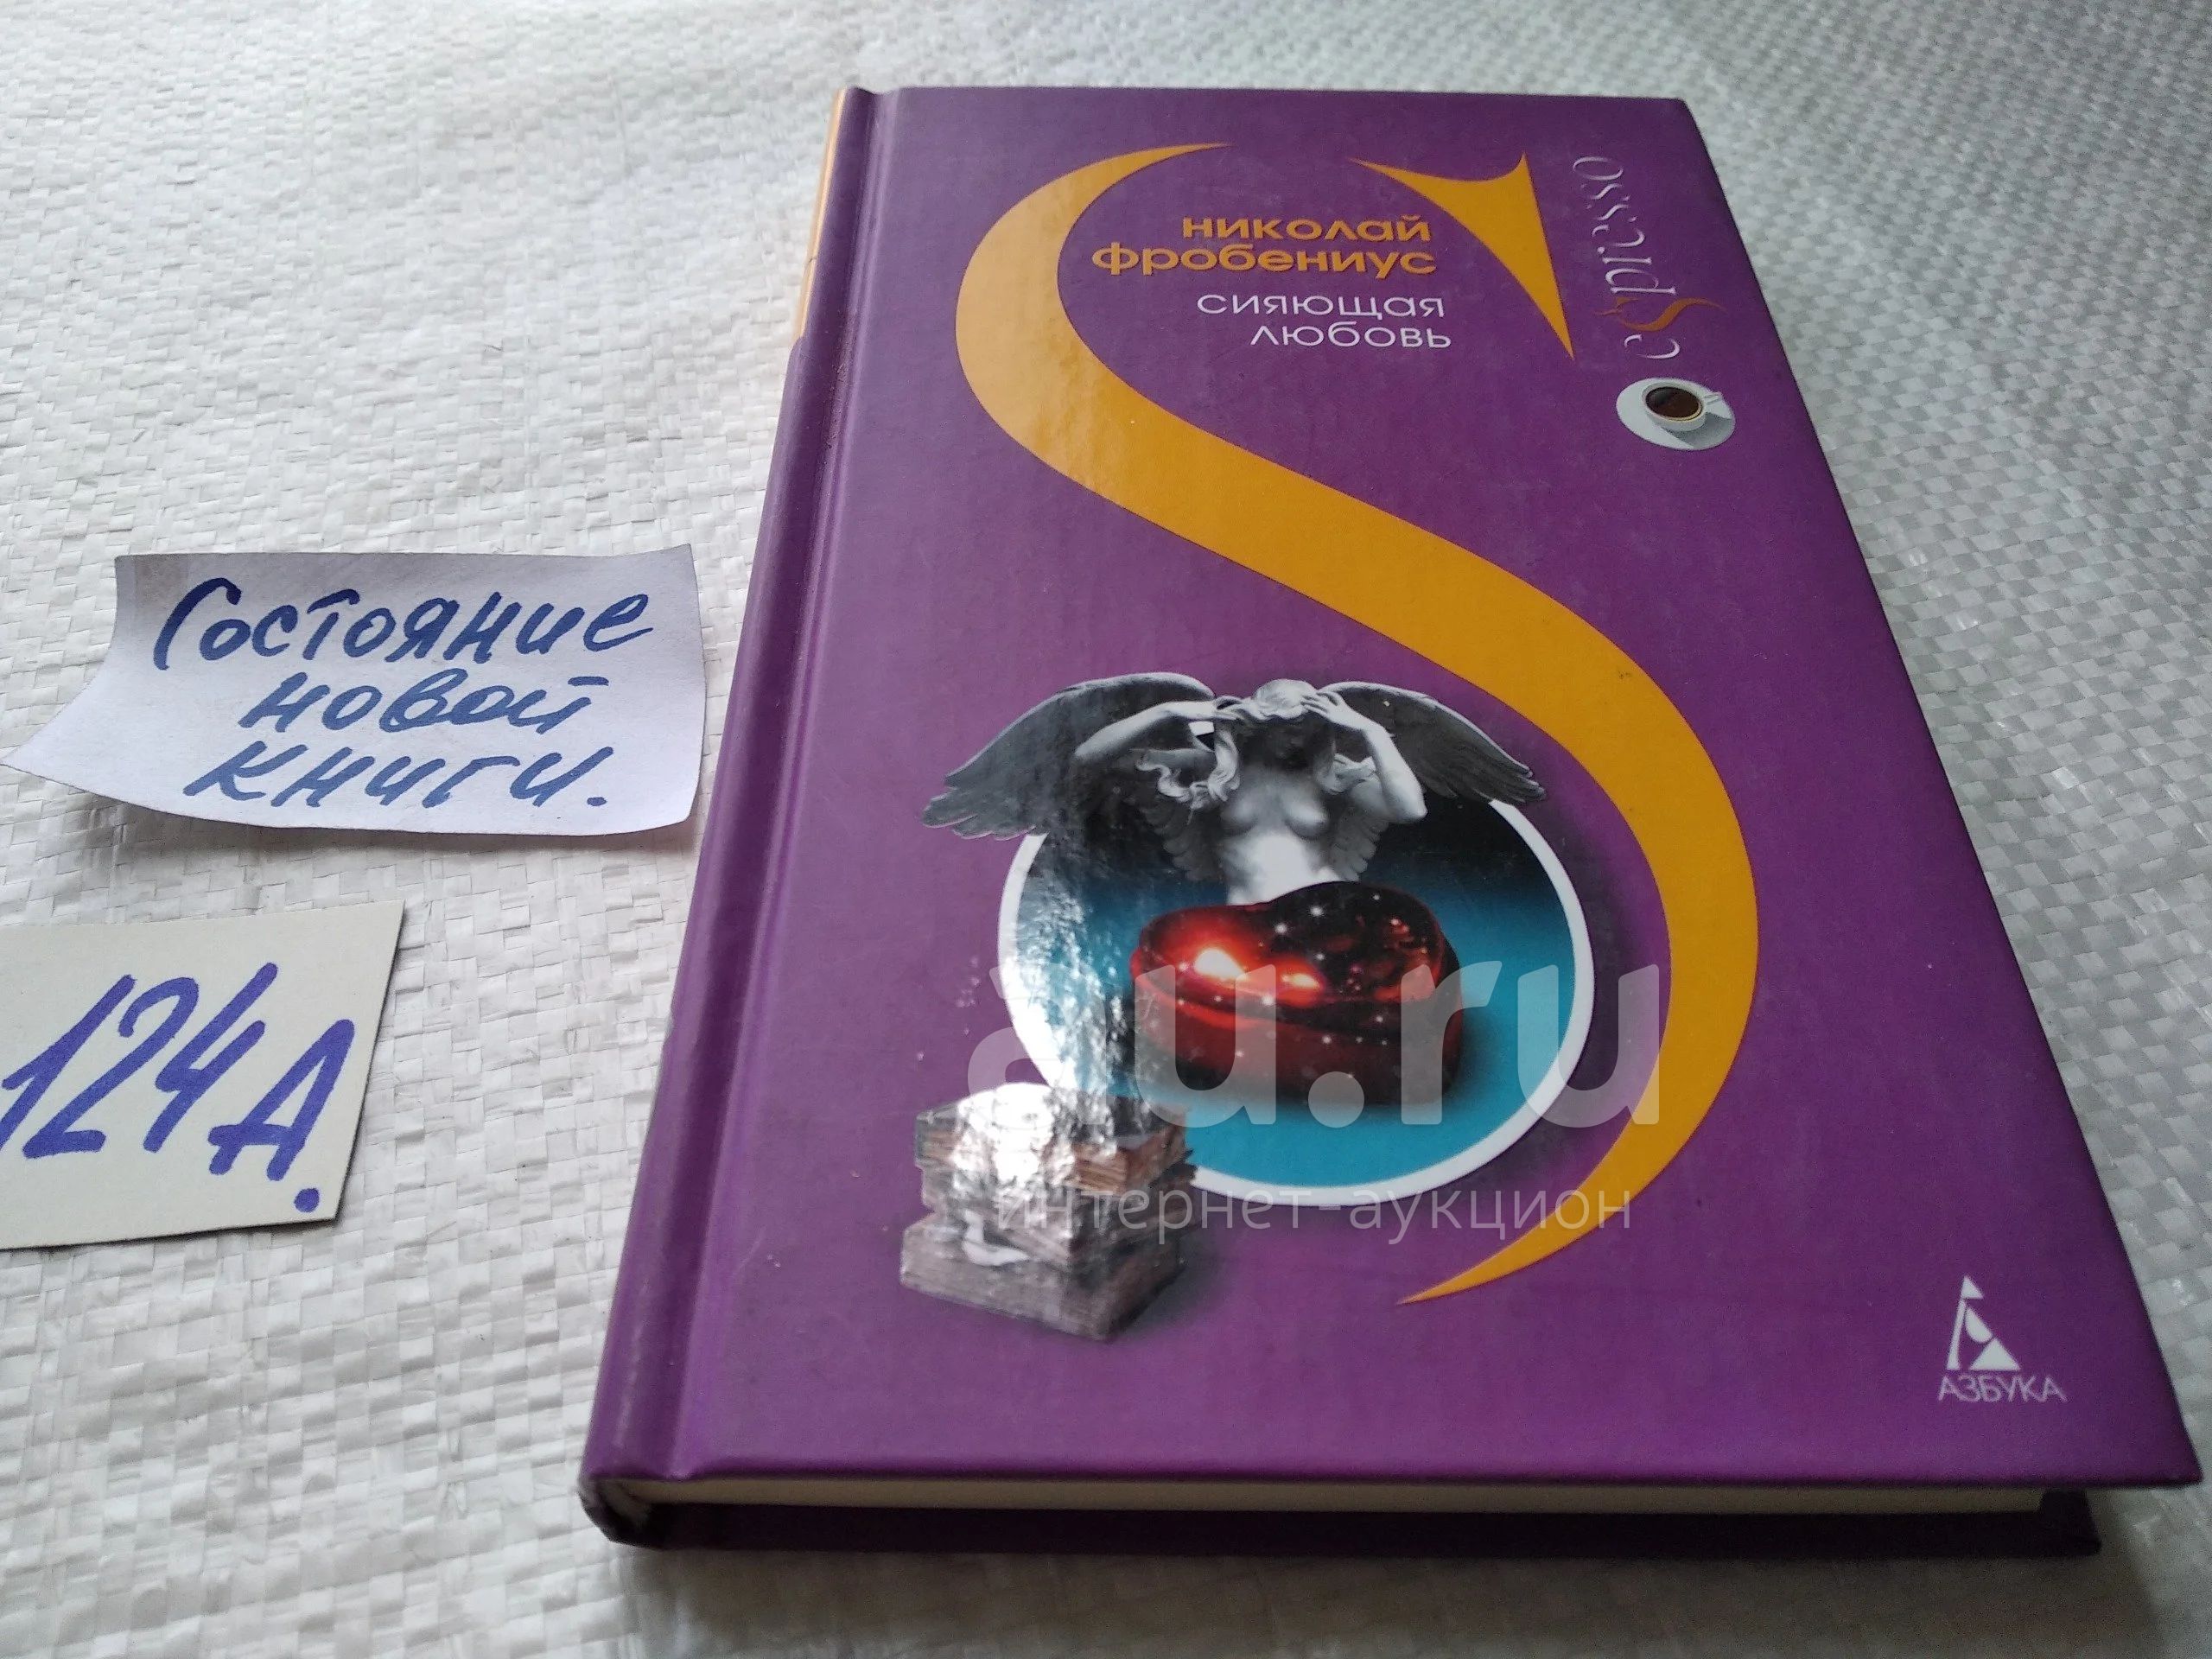 николай
фробениус
сияющая
любовь
eSpresso
Состояние
новой
книги.
124А.
au.ru
интернет-аукцион
АЗБУКА